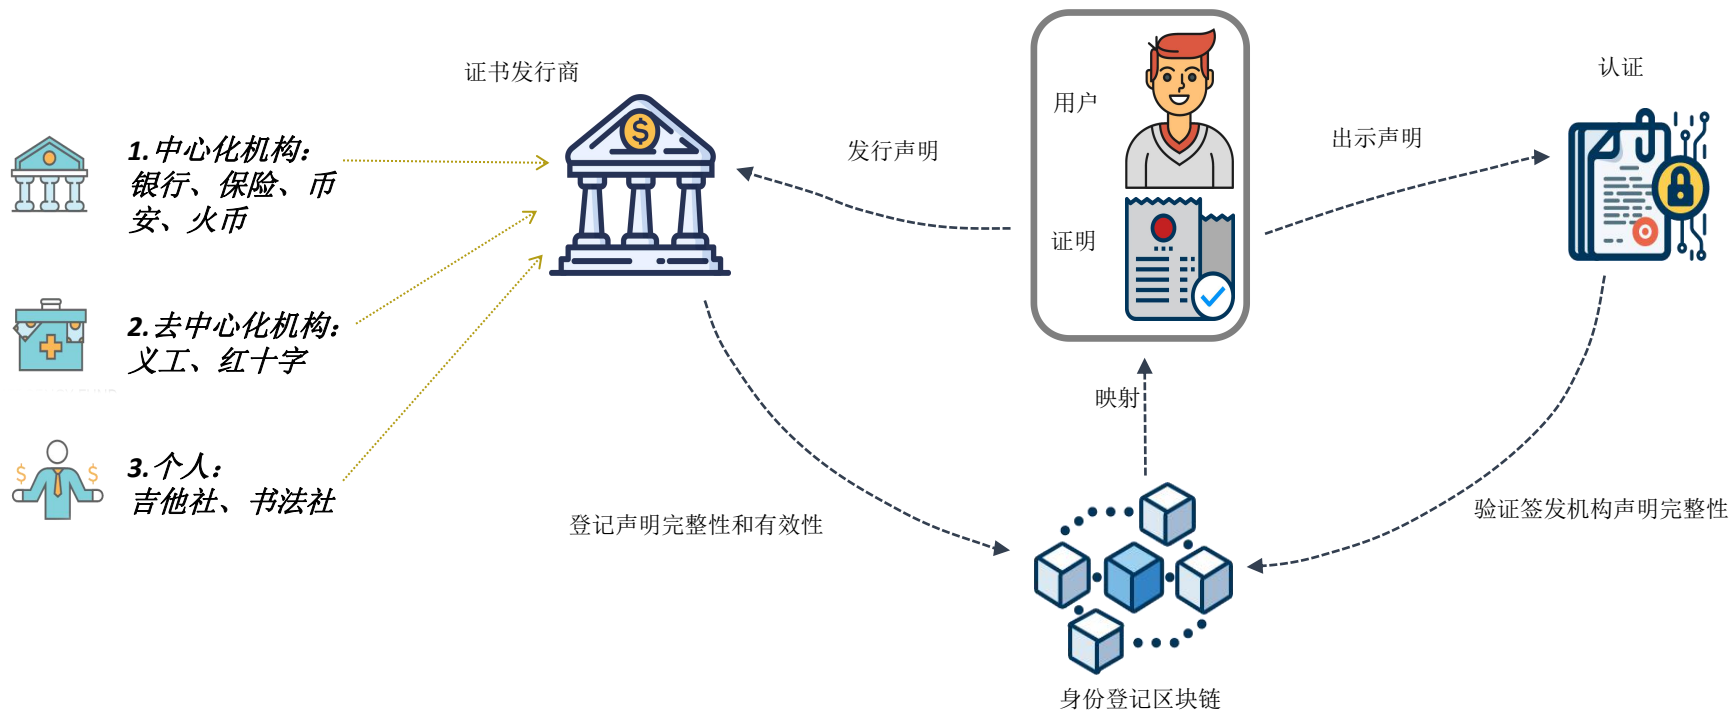 证书发行商
1.中心化机构：
银行、保险、币
安、火币
2.去中心化机构：
义工、红十字
3.个人：
吉他社、书法社
发行声明
用户
证明
出示声明
认证
映射
登记声明完整性和有效性
验证签发机构声明完整性
身份登记区块链